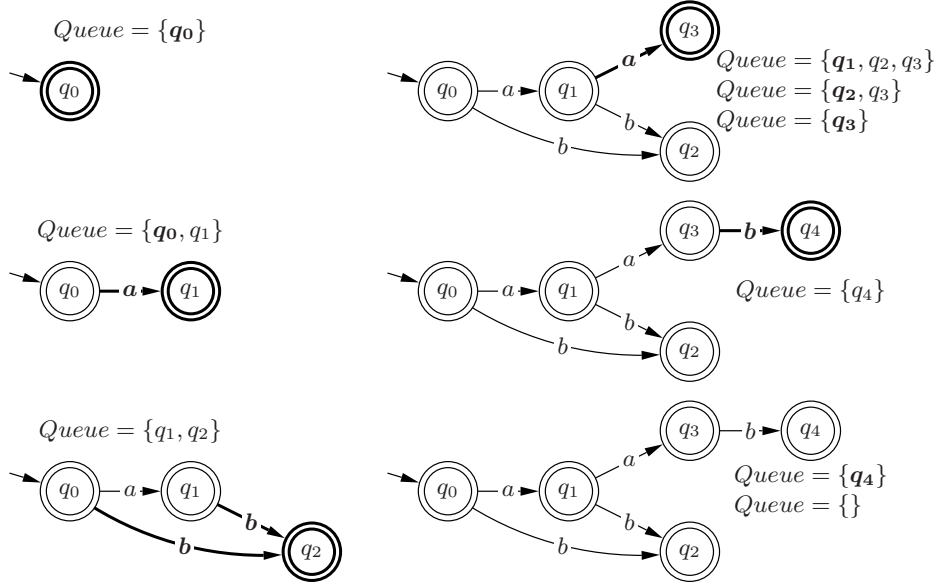 Queue = {q0}
q0
Queue = {q0, q1}
q0 a q1
Queue = {q1, q2}
q0 a q1
b
b
q2
q3
a
Queue = {q1, q2, q3}
q0 a q1
Queue = {q2, q3}
b
Queue = {q3}
b
q2
q3 b q4
a
q0 a q1
Queue = {q4}
b
b
q2
q3 b q4
a
Queue = {q4}
q0 a q1
Queue = {}
b
b
q2